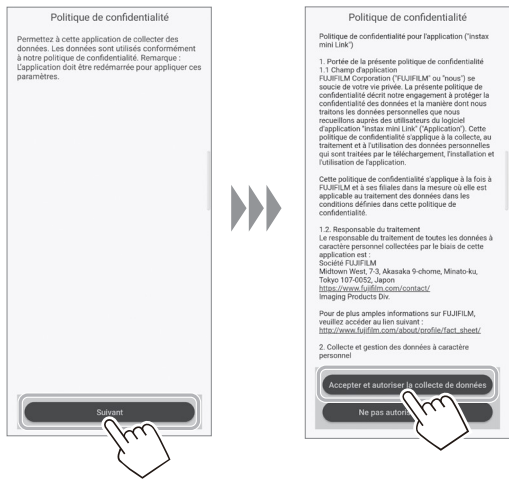 Politique de confidentialité
Permettez à cette application de collecter des
données. Les données sont utilisés conformément
à notre politique de confidentialité. Remarque :
L'application doit être redémarrée pour appliquer ces
paramètres.
Suivant
Politique de confidentialité
Politique de confidentialité pour l'application ("instax
mini Link")
1. Portée de la présente politique de confidentialité
1.1 Champ d'application
FUJIFILM Corporation ("FUJIFILM" ou "nous") se
soucie de votre vie privée. La présente politique de
confidentialité décrit notre engagement à protéger la
confidentialité des données et la manière dont nous
traitons les données personnelles que nous
recueillons auprès des utilisateurs du logiciel
d'application "instax mini Link" ("Application"). Cette
politique de confidentialité s'applique à la collecte, au
traitement et à l'utilisation des données personnelles
qui sont traitées par le téléchargement, l'installation et
l'utilisation de l'application.
Cette politique de confidentialité s'applique à la fois à
FUJIFILM et à ses filiales dans la mesure où elle est
applicable au traitement des données dans les
conditions définies dans cette politique de
confidentialité.
1.2. Responsable du traitement
Le responsable du traitement de toutes les données à
caractère personnel collectées par le biais de cette
application est :
Société FUJIFILM
Midtown West, 7-3, Akasaka 9-chome, Minato-ku,
Tokyo 107-0052, Japon
https://www.fujifilm.com/contact/
Imaging Products Div.
Pour de plus amples informations sur FUJIFILM,
veuillez accéder au lien suivant :
http://www.fujifilm.com/about/profile/fact_sheet/
2. Collecte et gestion des données à caractère
personnel
Accepter et autoriser la collecte de données
Ne pas